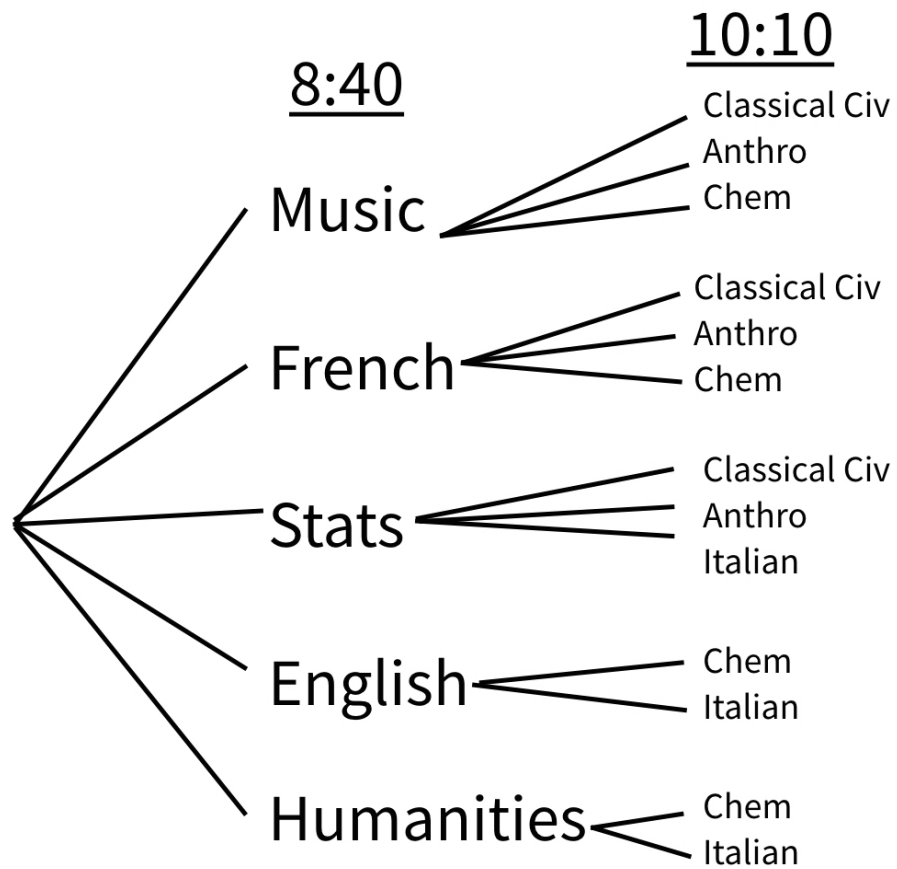 10:10
8:40
Classical Civ
Anthro
Chem
Music
Classical Civ
Anthro
Chem
French
Classical Civ
Anthro
Italian
Stats
Chem
Italian
English
Chem
Italian
Humanities